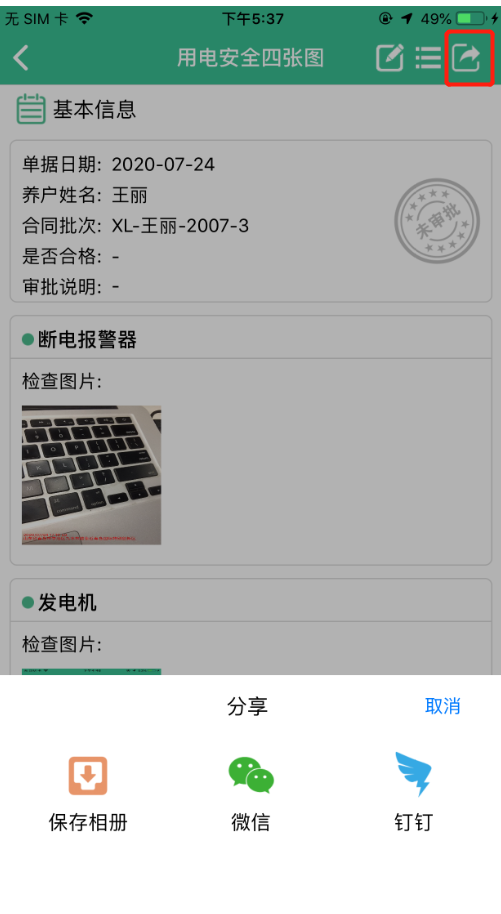 无 SIM 卡
下午5:37
49%
用电安全四张图
基本信息
单据日期: 2020-07-24
养户姓名: 王丽
合同批次: XL-王丽-2007-3
是否合格: -
审批说明: -
未审批
断电报警器
检查图片:
发电机
检查图片:
分享
取消
保存相册
微信
钉钉